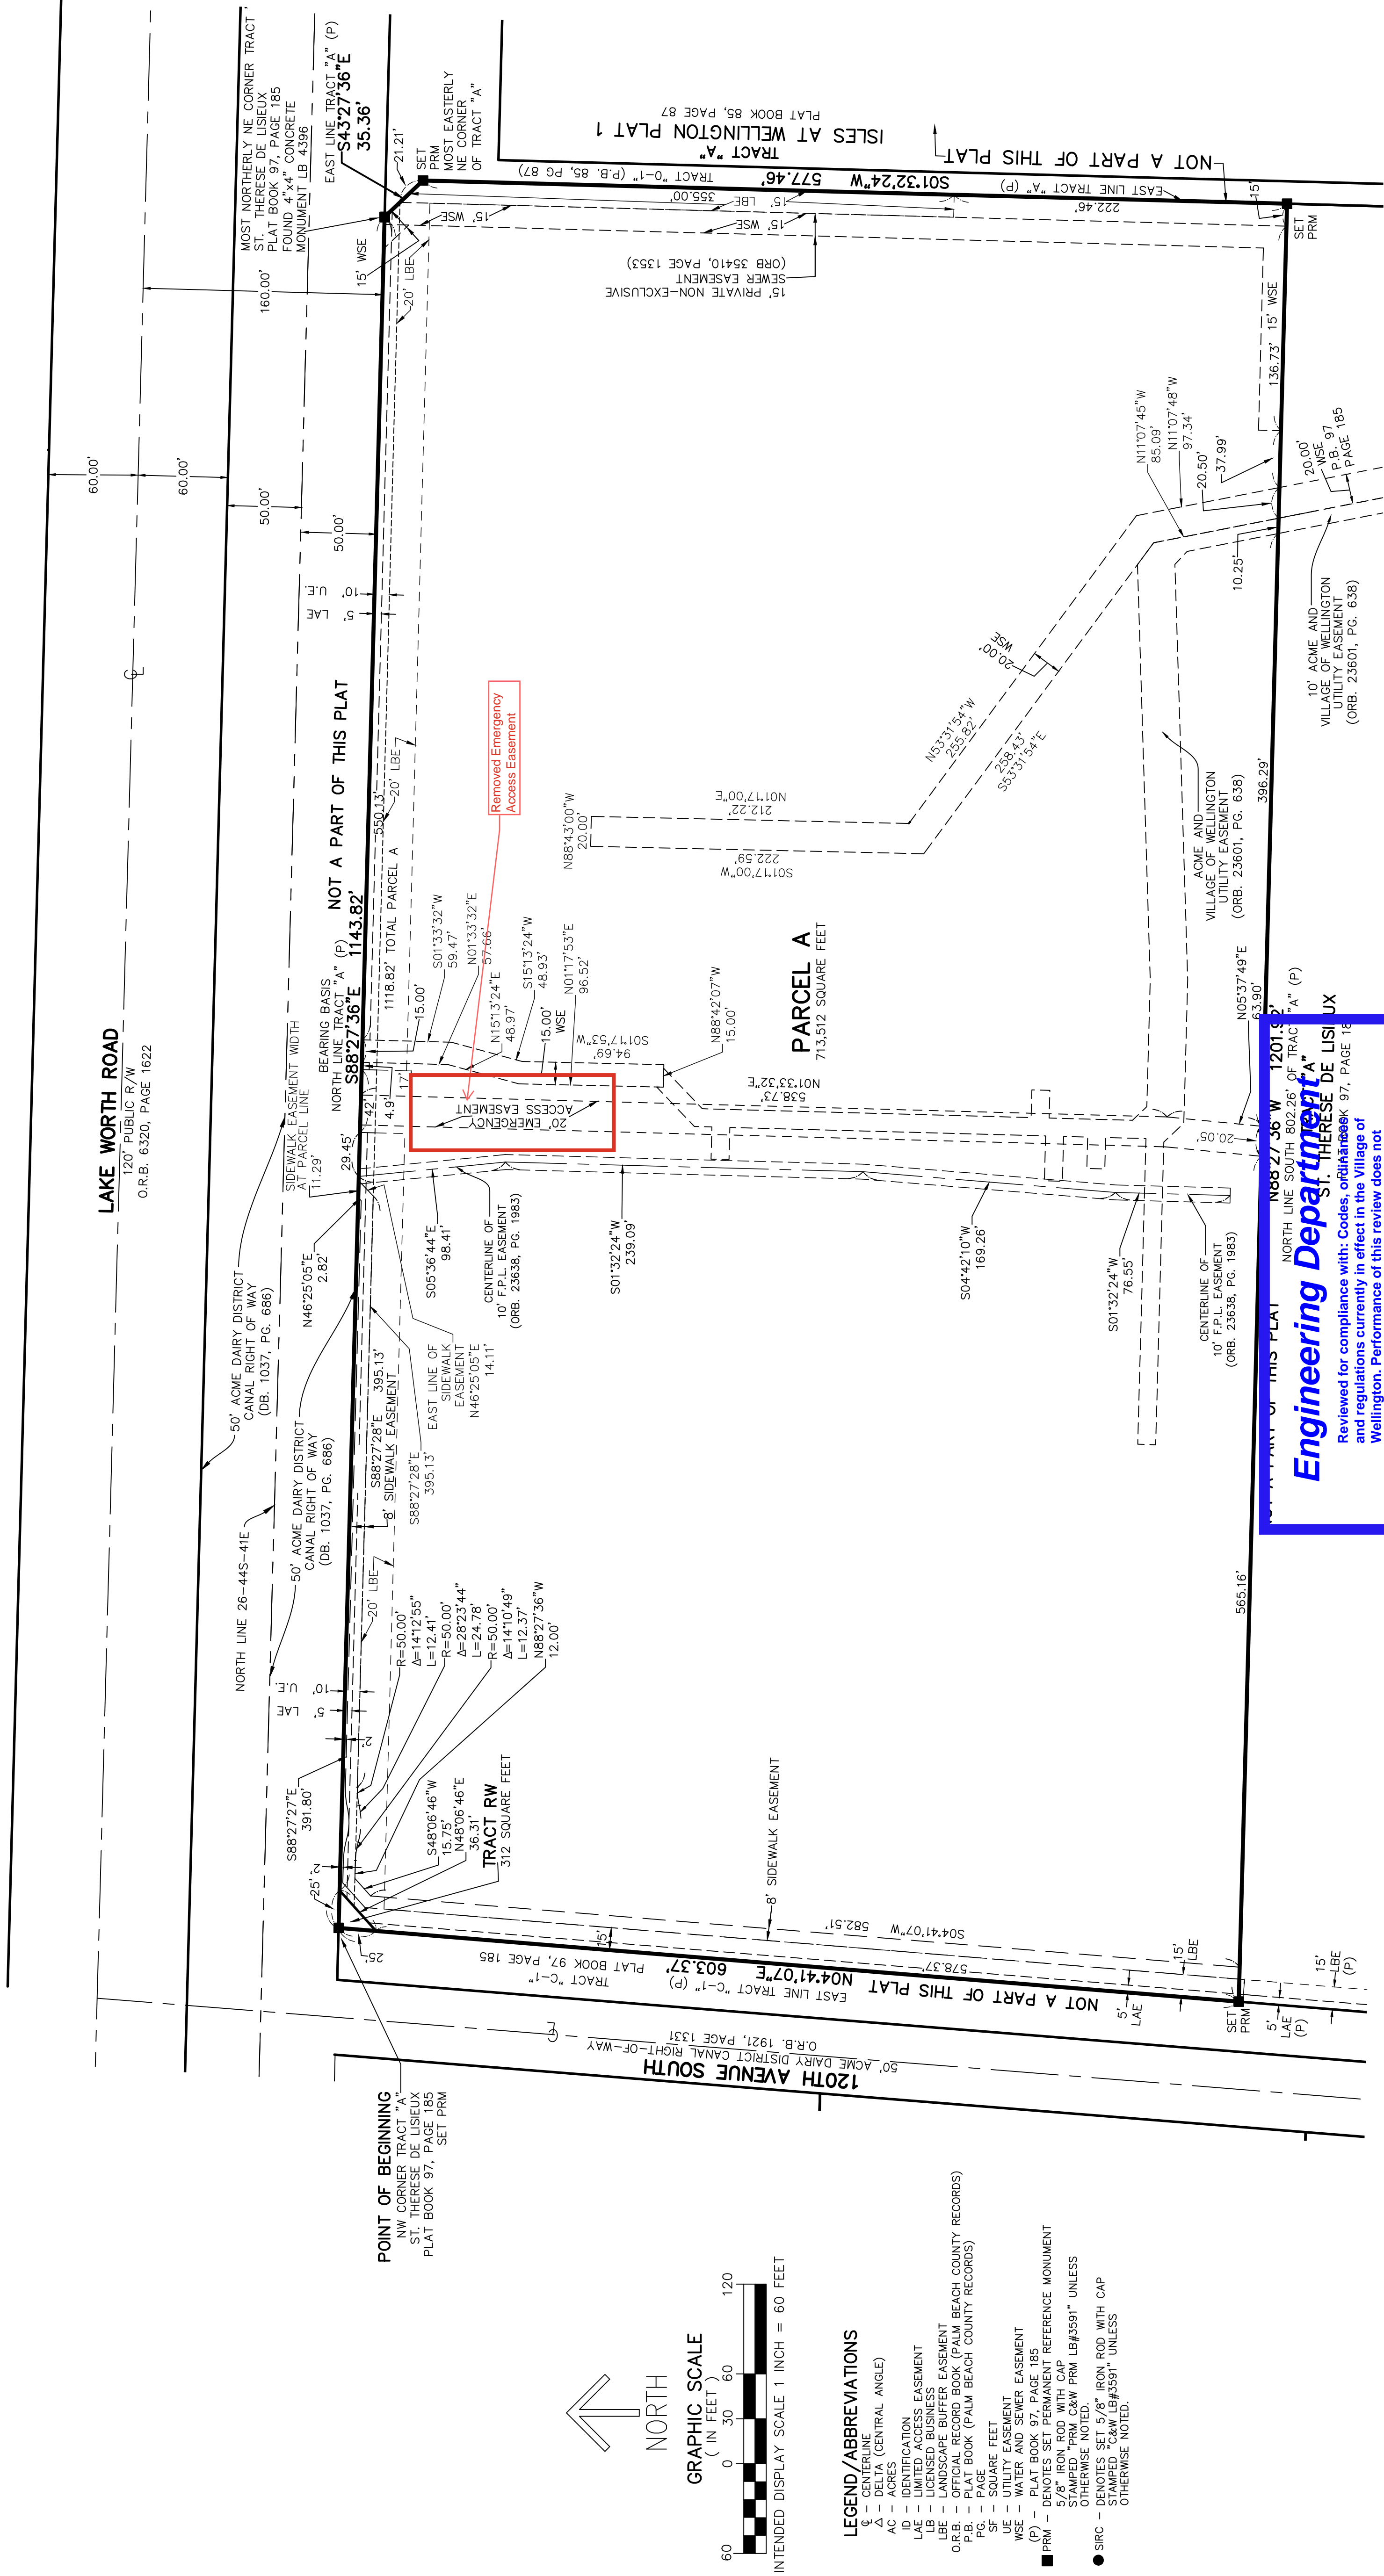 LAKE WORTH ROAD
120' PUBLIC R/W
O.R.B. 6320, PAGE 1622
60.00'
60.00'
50.00'
50.00'
160.00'
MOST NORTHERLY NE CORNER TRACT
ST. THERESE DE LISIEUX
PLAT BOOK 97, PAGE 185
FOUND 4"x4" CONCRETE
MONUMENT LB 4396
EAST LINE TRACT "A" (P)
S43°27'36"E
35.36'
21.21'
SET
PRM
MOST EASTERLY
NE CORNER
OF TRACT "A"
15' WSE
20' LBE
NOT A PART OF THIS PLAT
ISLES AT WELLINGTON PLAT 1
PLAT BOOK 85, PAGE 87
TRACT "A"
TRACT "O-1" (P.B. 85, PG 87)
S01°32'24"W 577.46'
EAST LINE TRACT "A" (P)
355.00'
222.46'
15' LBE
15' WSE
15' WSE
15' PRIVATE NON-EXCLUSIVE
SEWER EASEMENT
(ORB 35410, PAGE 1353)
15'
SET
PRM
136.73' 15' WSE
N11°07'45"W
85.09'
N11°07'48"W
97.34'
20.50'
37.99'
10.25'
20.00'
WSE
P.B. 97
PAGE 185
10' ACME AND
VILLAGE OF WELLINGTON
UTILITY EASEMENT
(ORB. 23601, PG. 638)
396.29'
ACME AND
VILLAGE OF WELLINGTON
UTILITY EASEMENT
(ORB. 23601, PG. 638)
20.00'
WSE
N53°31'54"W
255.82'
258.43'
S53°31'54"E
N01°17'00"E
212.22'
222.59'
S01°17'00"W
N88°43'00"W
20.00'
10' U.E.
5' LAE
NOT A PART OF THIS PLAT
BEARING BASIS
NORTH LINE TRACT "A" (P)
S88°27'36"E 1143.82'
550.13'
20' LBE
1118.82' TOTAL PARCEL A
15.00'
S01°33'32"W
59.47'
N01°33'32"E
57.66'
N15°13'24"E
48.97'
S15°13'24"W
48.93'
N01°17'53"E
96.52'
15.00'
WSE
S01°17'53"W
94.69'
N88°42'07"W
15.00'
Removed Emergency
Access Easement
20' EMERGENCY
ACCESS EASEMENT
PARCEL A
713,512 SQUARE FEET
N01°33'32"E
538.73'
4.9'
17'
29.45'
SIDEWALK EASEMENT WIDTH
AT PARCEL LINE
11.29'
N46°25'05"E
2.82'
S05°36'44"E
98.41'
CENTERLINE OF
10' F.P.L. EASEMENT
(ORB. 23638, PG. 1983)
S01°32'24"W
239.09'
S04°42'10"W
169.26'
S01°32'24"W
76.55'
CENTERLINE OF
10' F.P.L. EASEMENT
(ORB. 23638, PG. 1983)
20.05'
N05°37'49"E
63.90'
N88°27'36"W 1201.92'
NORTH LINE SOUTH 802.26' OF TRACT "A" (P)
ST. THERESE DE LISIEUX
Engineering Department
Reviewed for compliance with: Codes, ordinances
and regulations currently in effect in the Village of
Wellington. Performance of this review does not
50' ACME DAIRY DISTRICT
CANAL RIGHT OF WAY
(DB. 1037, PG. 686)
NORTH LINE 26-44S-41E
50' ACME DAIRY DISTRICT
CANAL RIGHT OF WAY
(DB. 1037, PG. 686)
EAST LINE OF
SIDEWALK
EASEMENT
N46°25'05"E
14.11'
S88°27'28"E 395.13'
8' SIDEWALK EASEMENT
S88°27'28"E
395.13'
20' LBE
10' U.E.
5' LAE
2'
R=50.00'
Δ=14°12'55"
L=12.41'
R=50.00'
Δ=28°23'44"
L=24.78'
R=50.00'
Δ=14°10'49"
L=12.37'
N88°27'36"W
12.00'
S88°27'27"E
391.80'
2'
25'
25'
S48°06'46"W
15.75'
N48°06'46"E
36.31'
TRACT RW
312 SQUARE FEET
8' SIDEWALK EASEMENT
565.16'
S04°41'07"W 582.51'
15'
578.37'
TRACT "C-1"
PLAT BOOK 97, PAGE 185
N04°41'07"E 603.37'
EAST LINE TRACT "C-1" (P)
NOT A PART OF THIS PLAT
15'
LBE
5'
LAE
SET
PRM
5'
LAE
(P)
15'
LBE
(P)
120TH AVENUE SOUTH
50' ACME DAIRY DISTRICT CANAL RIGHT-OF-WAY
O.R.B. 1921, PAGE 1331
POINT OF BEGINNING
NW CORNER TRACT "A"
ST. THERESE DE LISIEUX
PLAT BOOK 97, PAGE 185
SET PRM
NORTH
GRAPHIC SCALE
( IN FEET )
60 0 30 60 120
INTENDED DISPLAY SCALE 1 INCH = 60 FEET
LEGEND/ABBREVIATIONS
℄ - CENTERLINE
△ - DELTA (CENTRAL ANGLE)
AC - ACRES
ID - IDENTIFICATION
LAE - LIMITED ACCESS EASEMENT
LB - LICENSED BUSINESS
LBE - LANDSCAPE BUFFER EASEMENT
O.R.B. - OFFICIAL RECORD BOOK (PALM BEACH COUNTY RECORDS)
P.B. - PLAT BOOK (PALM BEACH COUNTY RECORDS)
PG. - PAGE
SF - SQUARE FEET
UE - UTILITY EASEMENT
WSE - WATER AND SEWER EASEMENT
(P) - PLAT BOOK 97, PAGE 185
PRM - DENOTES SET PERMANENT REFERENCE MONUMENT
5/8" IRON ROD WITH CAP
STAMPED "PRM C&W PRM LB#3591" UNLESS
OTHERWISE NOTED.
SIRC - DENOTES SET 5/8" IRON ROD WITH CAP
STAMPED "C&W LB#3591" UNLESS
OTHERWISE NOTED.